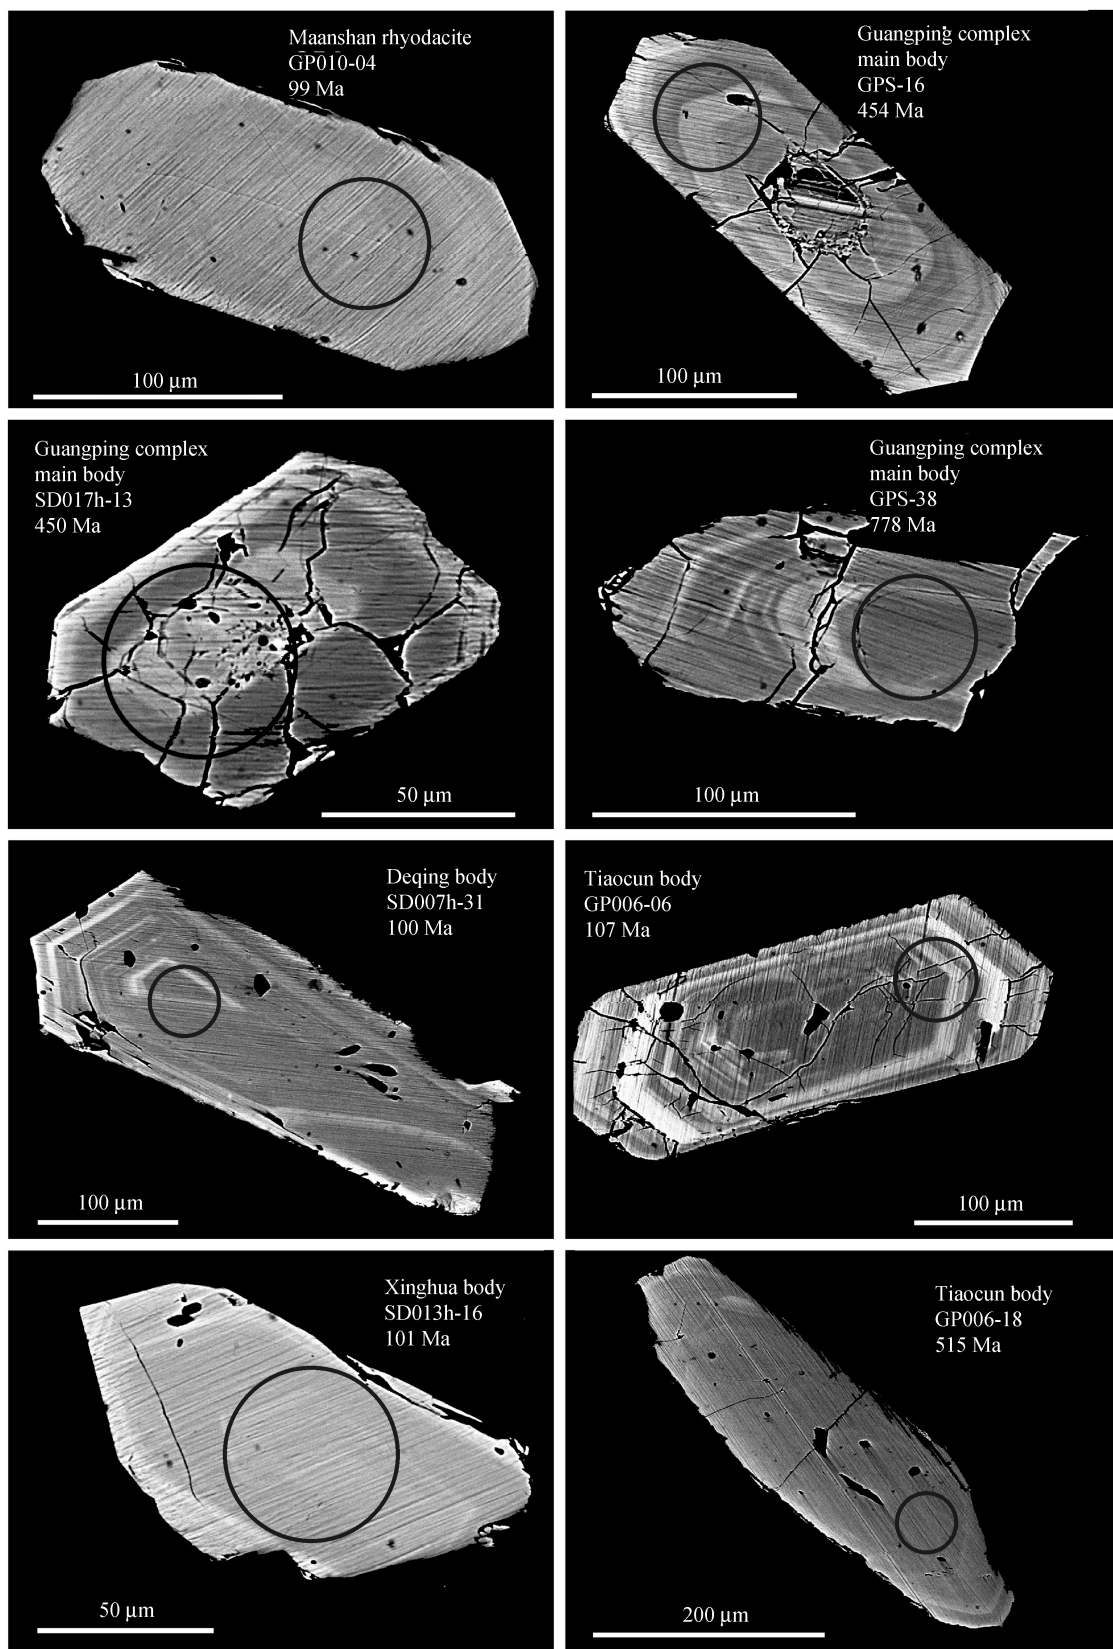 Maanshan rhyodacite
GP010-04
99 Ma
100 µm
Guangping complex
main body
GPS-16
454 Ma
100 µm
Guangping complex
main body
SD017h-13
450 Ma
50 µm
Guangping complex
main body
GPS-38
778 Ma
100 µm
Deqing body
SD007h-31
100 Ma
100 µm
Tiaocun body
GP006-06
107 Ma
100 µm
Xinghua body
SD013h-16
101 Ma
50 µm
Tiaocun body
GP006-18
515 Ma
200 µm